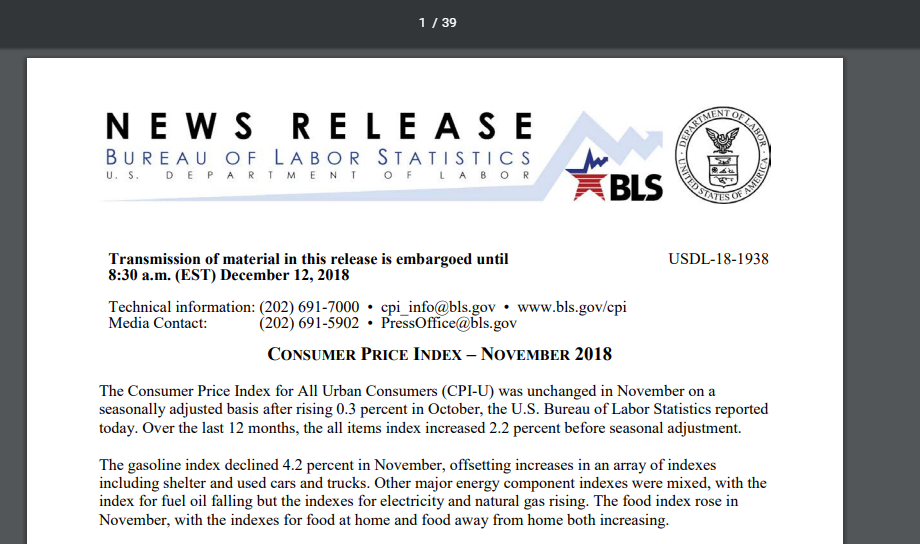 1 / 39
NEWS RELEASE
BUREAU OF LABOR STATISTICS
U. S. DEPARTMENT OF LABOR
BLS
DEPARTMENT OF LABOR
UNITED STATES OF AMERICA
Transmission of material in this release is embargoed until
USDL-18-1938
8:30 a.m. (EST) December 12, 2018
Technical information: (202) 691-7000 • cpi_info@bls.gov • www.bls.gov/cpi
Media Contact: (202) 691-5902 • PressOffice@bls.gov
CONSUMER PRICE INDEX – NOVEMBER 2018
The Consumer Price Index for All Urban Consumers (CPI-U) was unchanged in November on a
seasonally adjusted basis after rising 0.3 percent in October, the U.S. Bureau of Labor Statistics reported
today. Over the last 12 months, the all items index increased 2.2 percent before seasonal adjustment.
The gasoline index declined 4.2 percent in November, offsetting increases in an array of indexes
including shelter and used cars and trucks. Other major energy component indexes were mixed, with the
index for fuel oil falling but the indexes for electricity and natural gas rising. The food index rose in
November, with the indexes for food at home and food away from home both increasing.